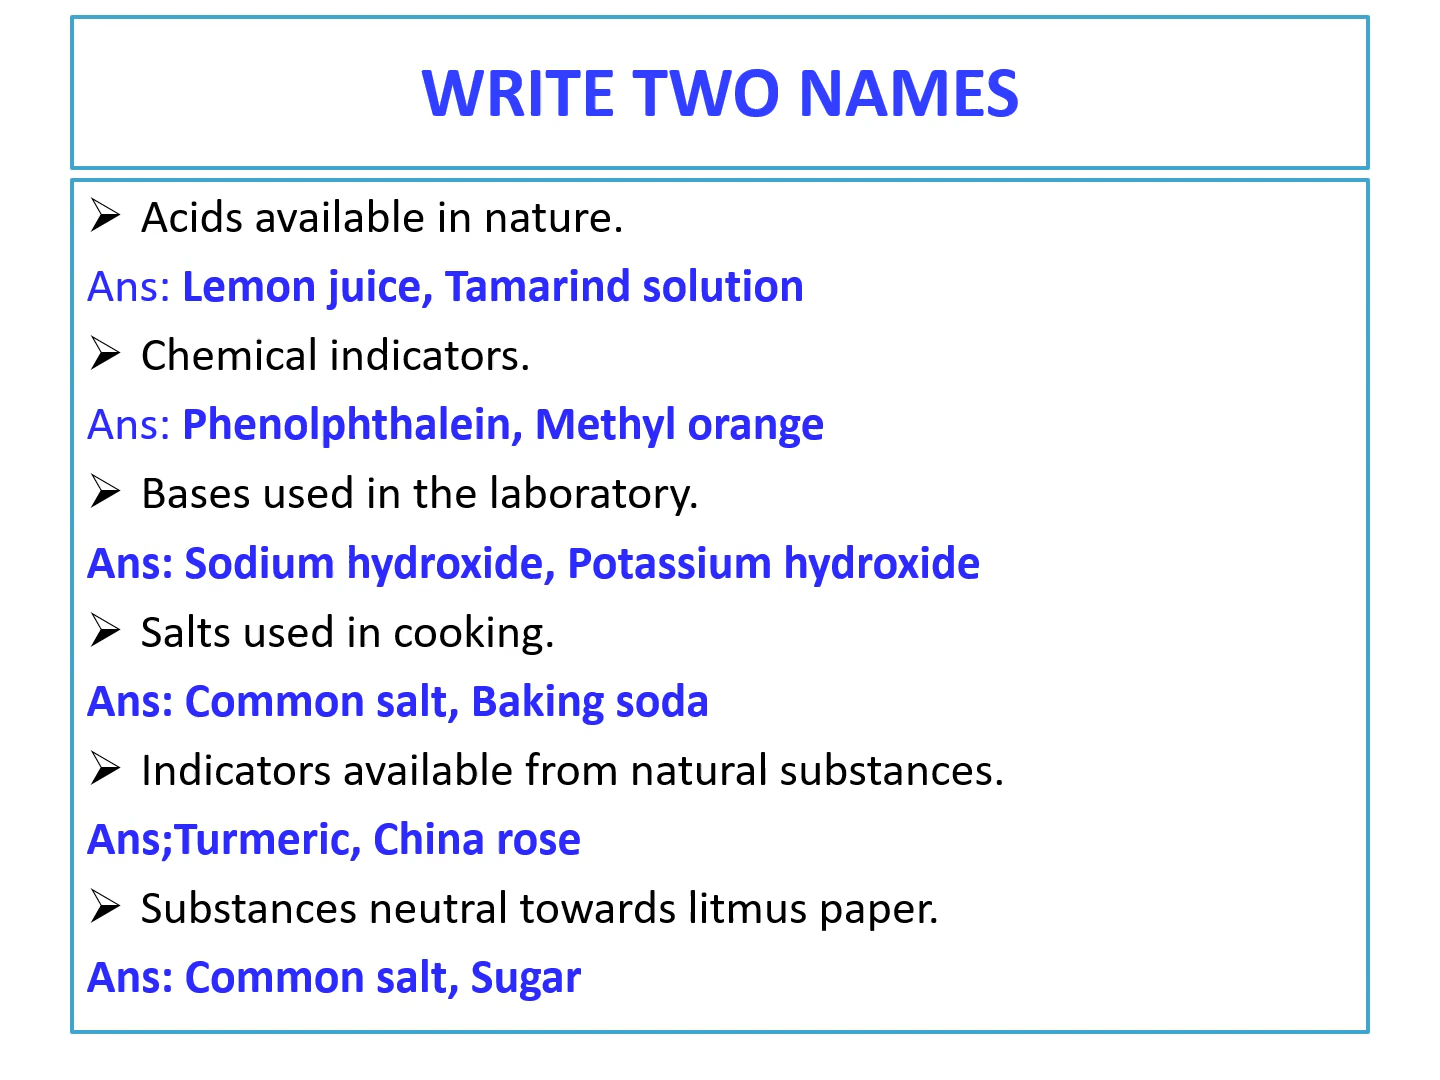 WRITE TWO NAMES
➢ Acids available in nature.
Ans: Lemon juice, Tamarind solution
➢ Chemical indicators.
Ans: Phenolphthalein, Methyl orange
➢ Bases used in the laboratory.
Ans: Sodium hydroxide, Potassium hydroxide
➢ Salts used in cooking.
Ans: Common salt, Baking soda
➢ Indicators available from natural substances.
Ans;Turmeric, China rose
➢ Substances neutral towards litmus paper.
Ans: Common salt, Sugar